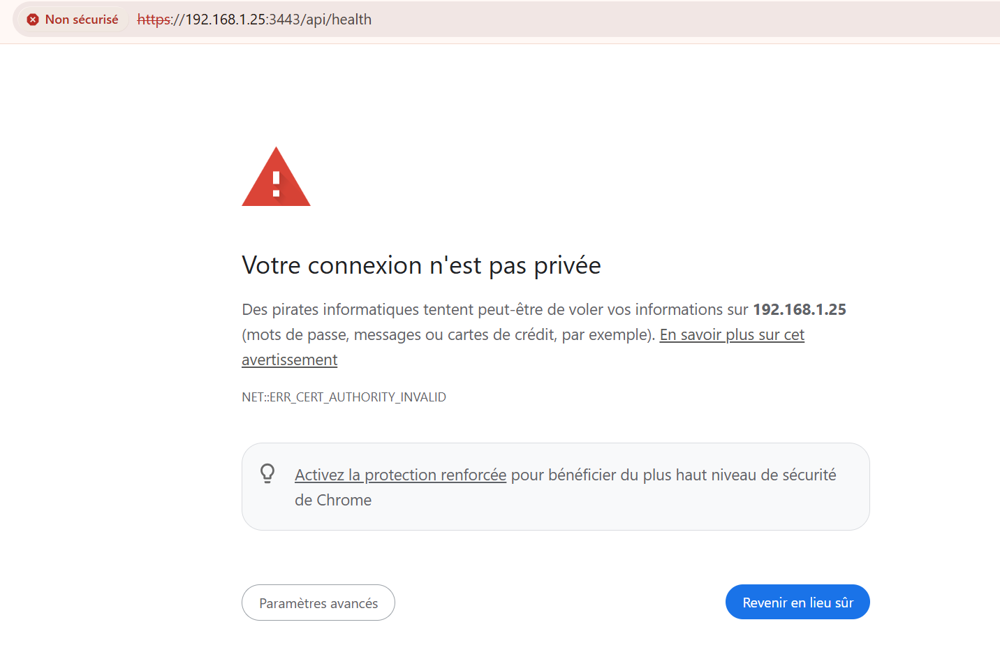 Non sécurisé https://192.168.1.25:3443/api/health
Votre connexion n'est pas privée
Des pirates informatiques tentent peut-être de voler vos informations sur 192.168.1.25
(mots de passe, messages ou cartes de crédit, par exemple). En savoir plus sur cet
avertissement
NET::ERR_CERT_AUTHORITY_INVALID
Activez la protection renforcée pour bénéficier du plus haut niveau de sécurité
de Chrome
Paramètres avancés
Revenir en lieu sûr